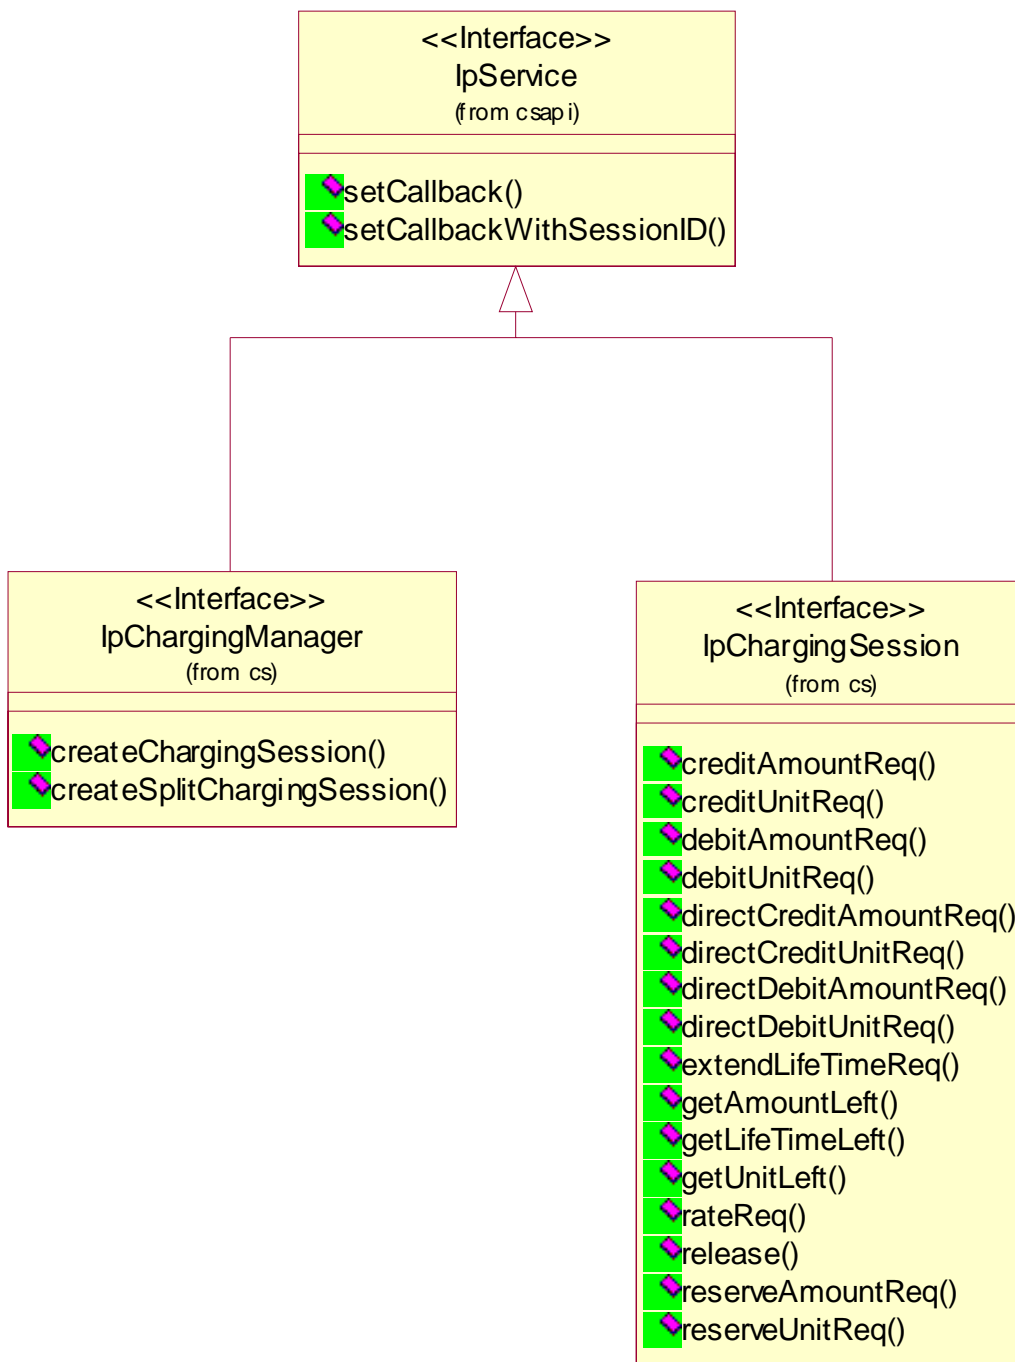 <<Interface>>
IpService
(from csapi)
setCallback()
setCallbackWithSessionID()
<<Interface>>
IpChargingManager
(from cs)
createChargingSession()
createSplitChargingSession()
<<Interface>>
IpChargingSession
(from cs)
creditAmountReq()
creditUnitReq()
debitAmountReq()
debitUnitReq()
directCreditAmountReq()
directCreditUnitReq()
directDebitAmountReq()
directDebitUnitReq()
extendLifeTimeReq()
getAmountLeft()
getLifeTimeLeft()
getUnitLeft()
rateReq()
release()
reserveAmountReq()
reserveUnitReq()